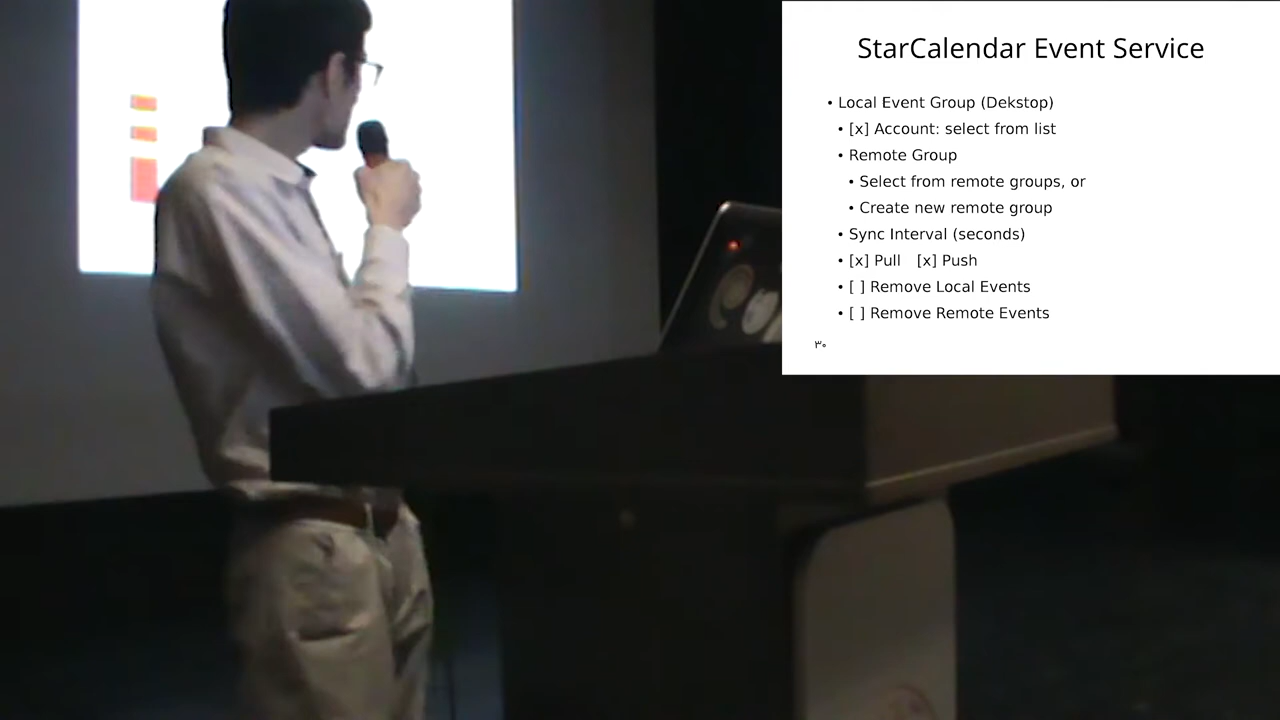 StarCalendar Event Service
• Local Event Group (Dekstop)
• [x] Account: select from list
• Remote Group
• Select from remote groups, or
• Create new remote group
• Sync Interval (seconds)
• [x] Pull [x] Push
• [ ] Remove Local Events
• [ ] Remove Remote Events
۳۰